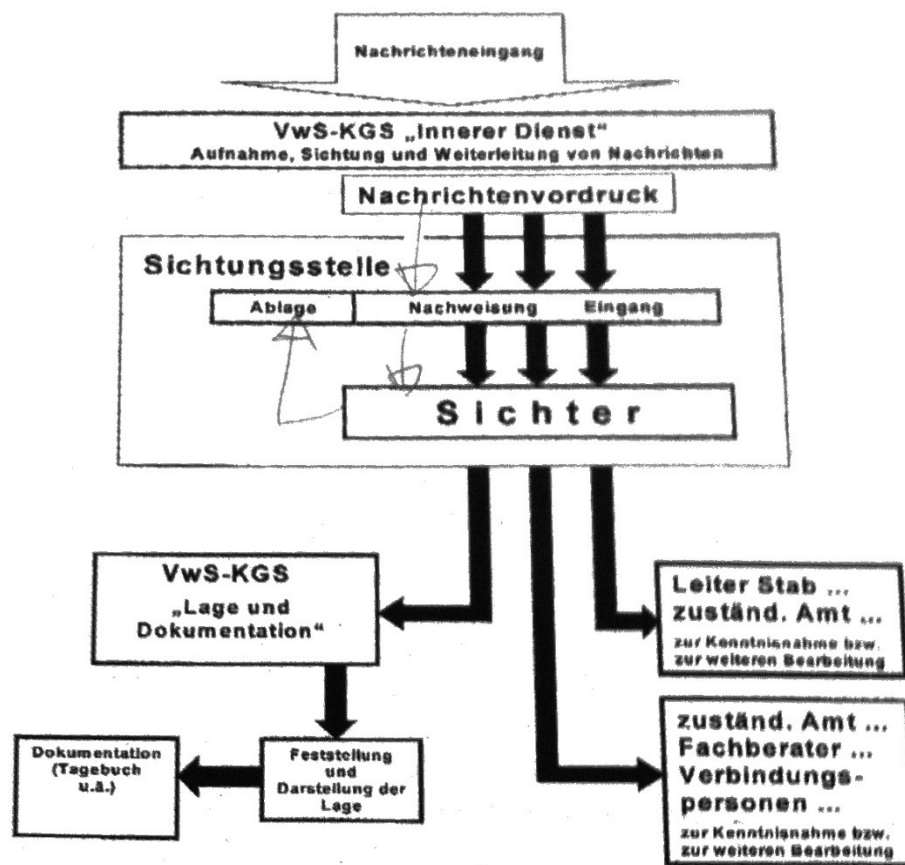 Nachrichteneingang
VwS-KGS „Innerer Dienst"
Aufnahme, Sichtung und Weiterleitung von Nachrichten
Nachrichtenvordruck
Sichtungsstelle
Ablage
Nachweisung Eingang
Sichter
VwS-KGS
„Lage und
Dokumentation"
Leiter Stab ...
zuständ. Amt ...
zur Kenntnisnahme bzw.
zur weiteren Bearbeitung
Dokumentation
(Tagebuch
u.ä.)
Feststellung
und
Darstellung der
Lage
zuständ. Amt ...
Fachberater ...
Verbindungs-
personen ...
zur Kenntnisnahme bzw.
zur weiteren Bearbeitung